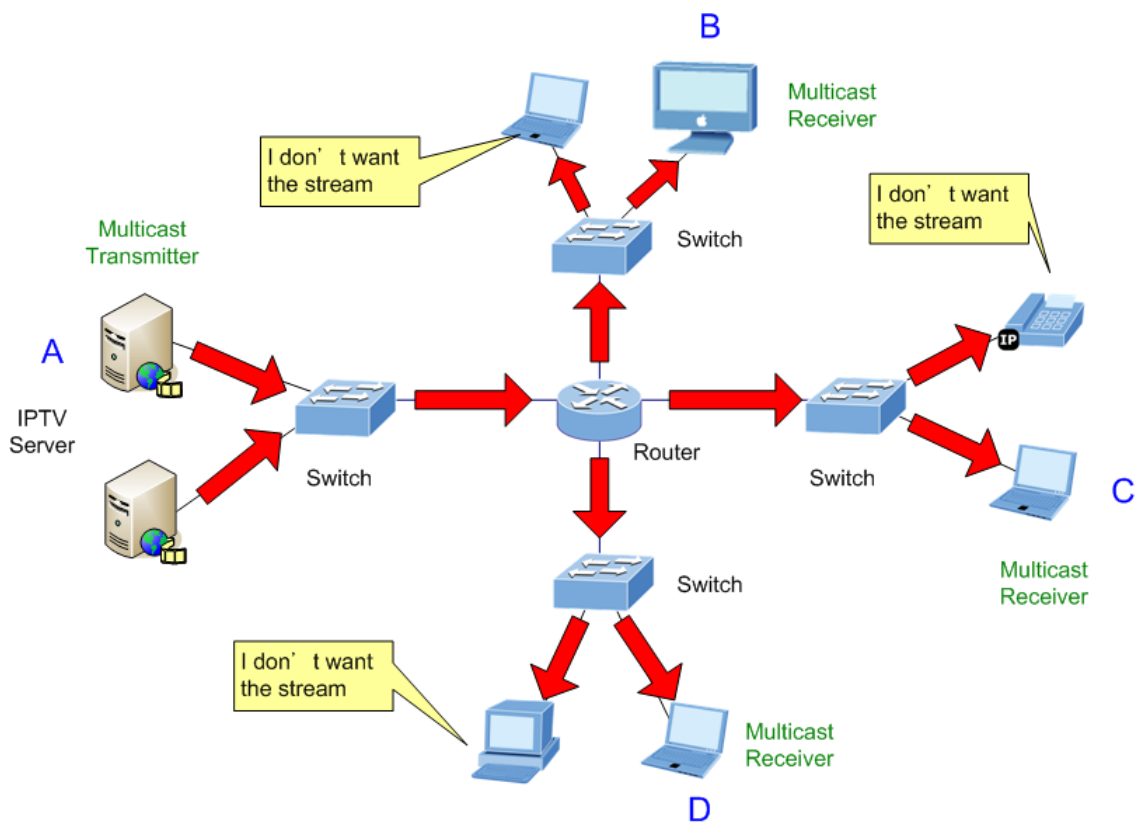 B
Multicast
Receiver
I don' t want
the stream
I don' t want
the stream
Switch
Multicast
Transmitter
A
IP
IPTV
Server
Switch
Router
Switch
C
Multicast
Receiver
Switch
I don' t want
the stream
Multicast
Receiver
D